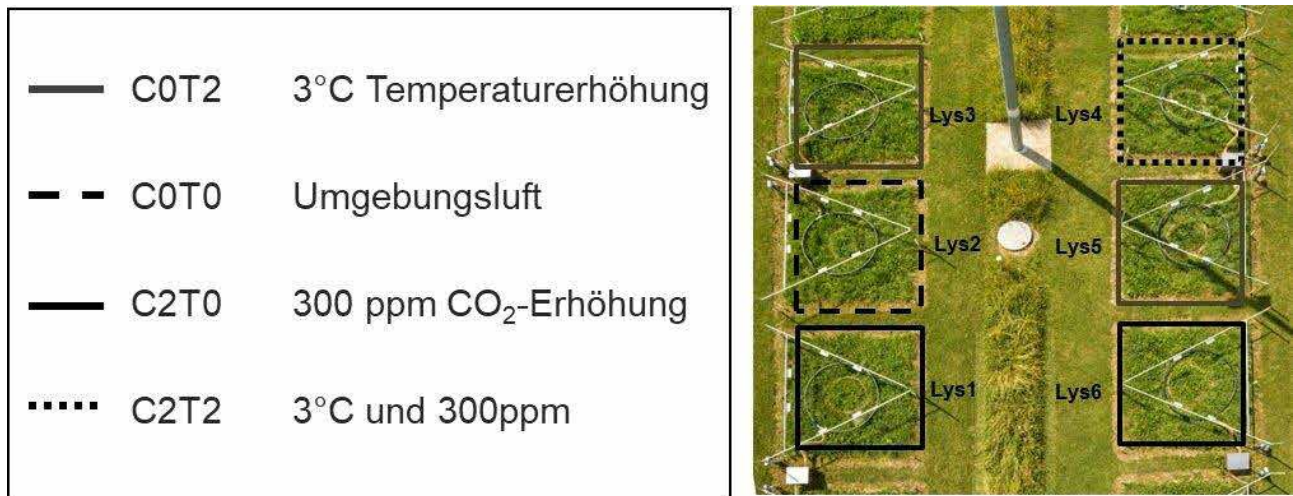 C0T2 3°C Temperaturerhöhung
C0T0 Umgebungsluft
C2T0 300 ppm CO₂-Erhöhung
C2T2 3°C und 300ppm
Lys3 Lys4
Lys2 Lys5
Lys1 Lys6